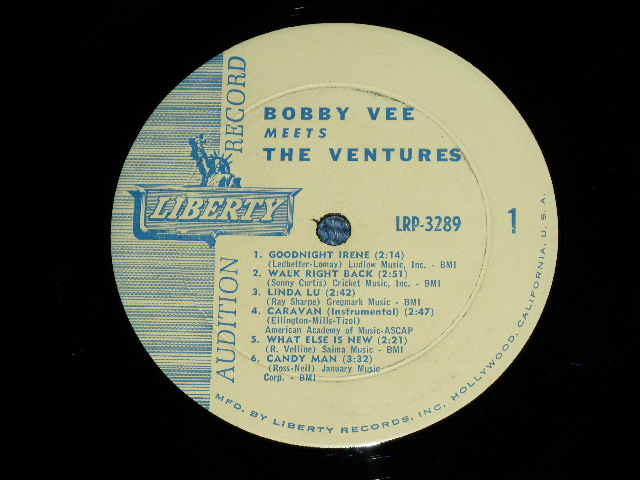 BOBBY VEE
MEETS
THE VENTURES
AUDITION RECORD
LIBERTY
LRP-3289
1
1. GOODNIGHT IRENE (2:14)
(Ledbetter-Lomay) Ludlow Music, Inc. - BMI
2. WALK RIGHT BACK (2:51)
(Sonny Curtis) Cricket Music, Inc. - BMI
3. LINDA LU (2:42)
(Ray Sharpe) Gregmark Music - BMI
4. CARAVAN (Instrumental) (2:47)
(Ellington-Mills-Tizol)
American Academy of Music-ASCAP
5. WHAT ELSE IS NEW (2:21)
(R. Velline) Saima Music - BMI
6. CANDY MAN (3:32)
(Ross-Neil) January Music
Corp. - BMI
MFD. BY LIBERTY RECORDS, INC. HOLLYWOOD, CALIFORNIA, U.S.A.